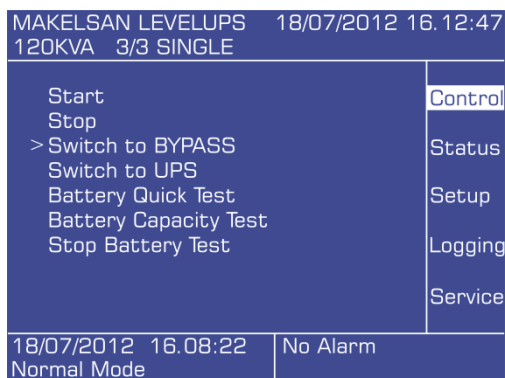 MAKELSAN LEVELUPS 18/07/2012 16.12:47
120KVA 3/3 SINGLE
Start
Stop
> Switch to BYPASS
Switch to UPS
Battery Quick Test
Battery Capacity Test
Stop Battery Test
Control
Status
Setup
Logging
Service
18/07/2012 16.08:22
Normal Mode
No Alarm